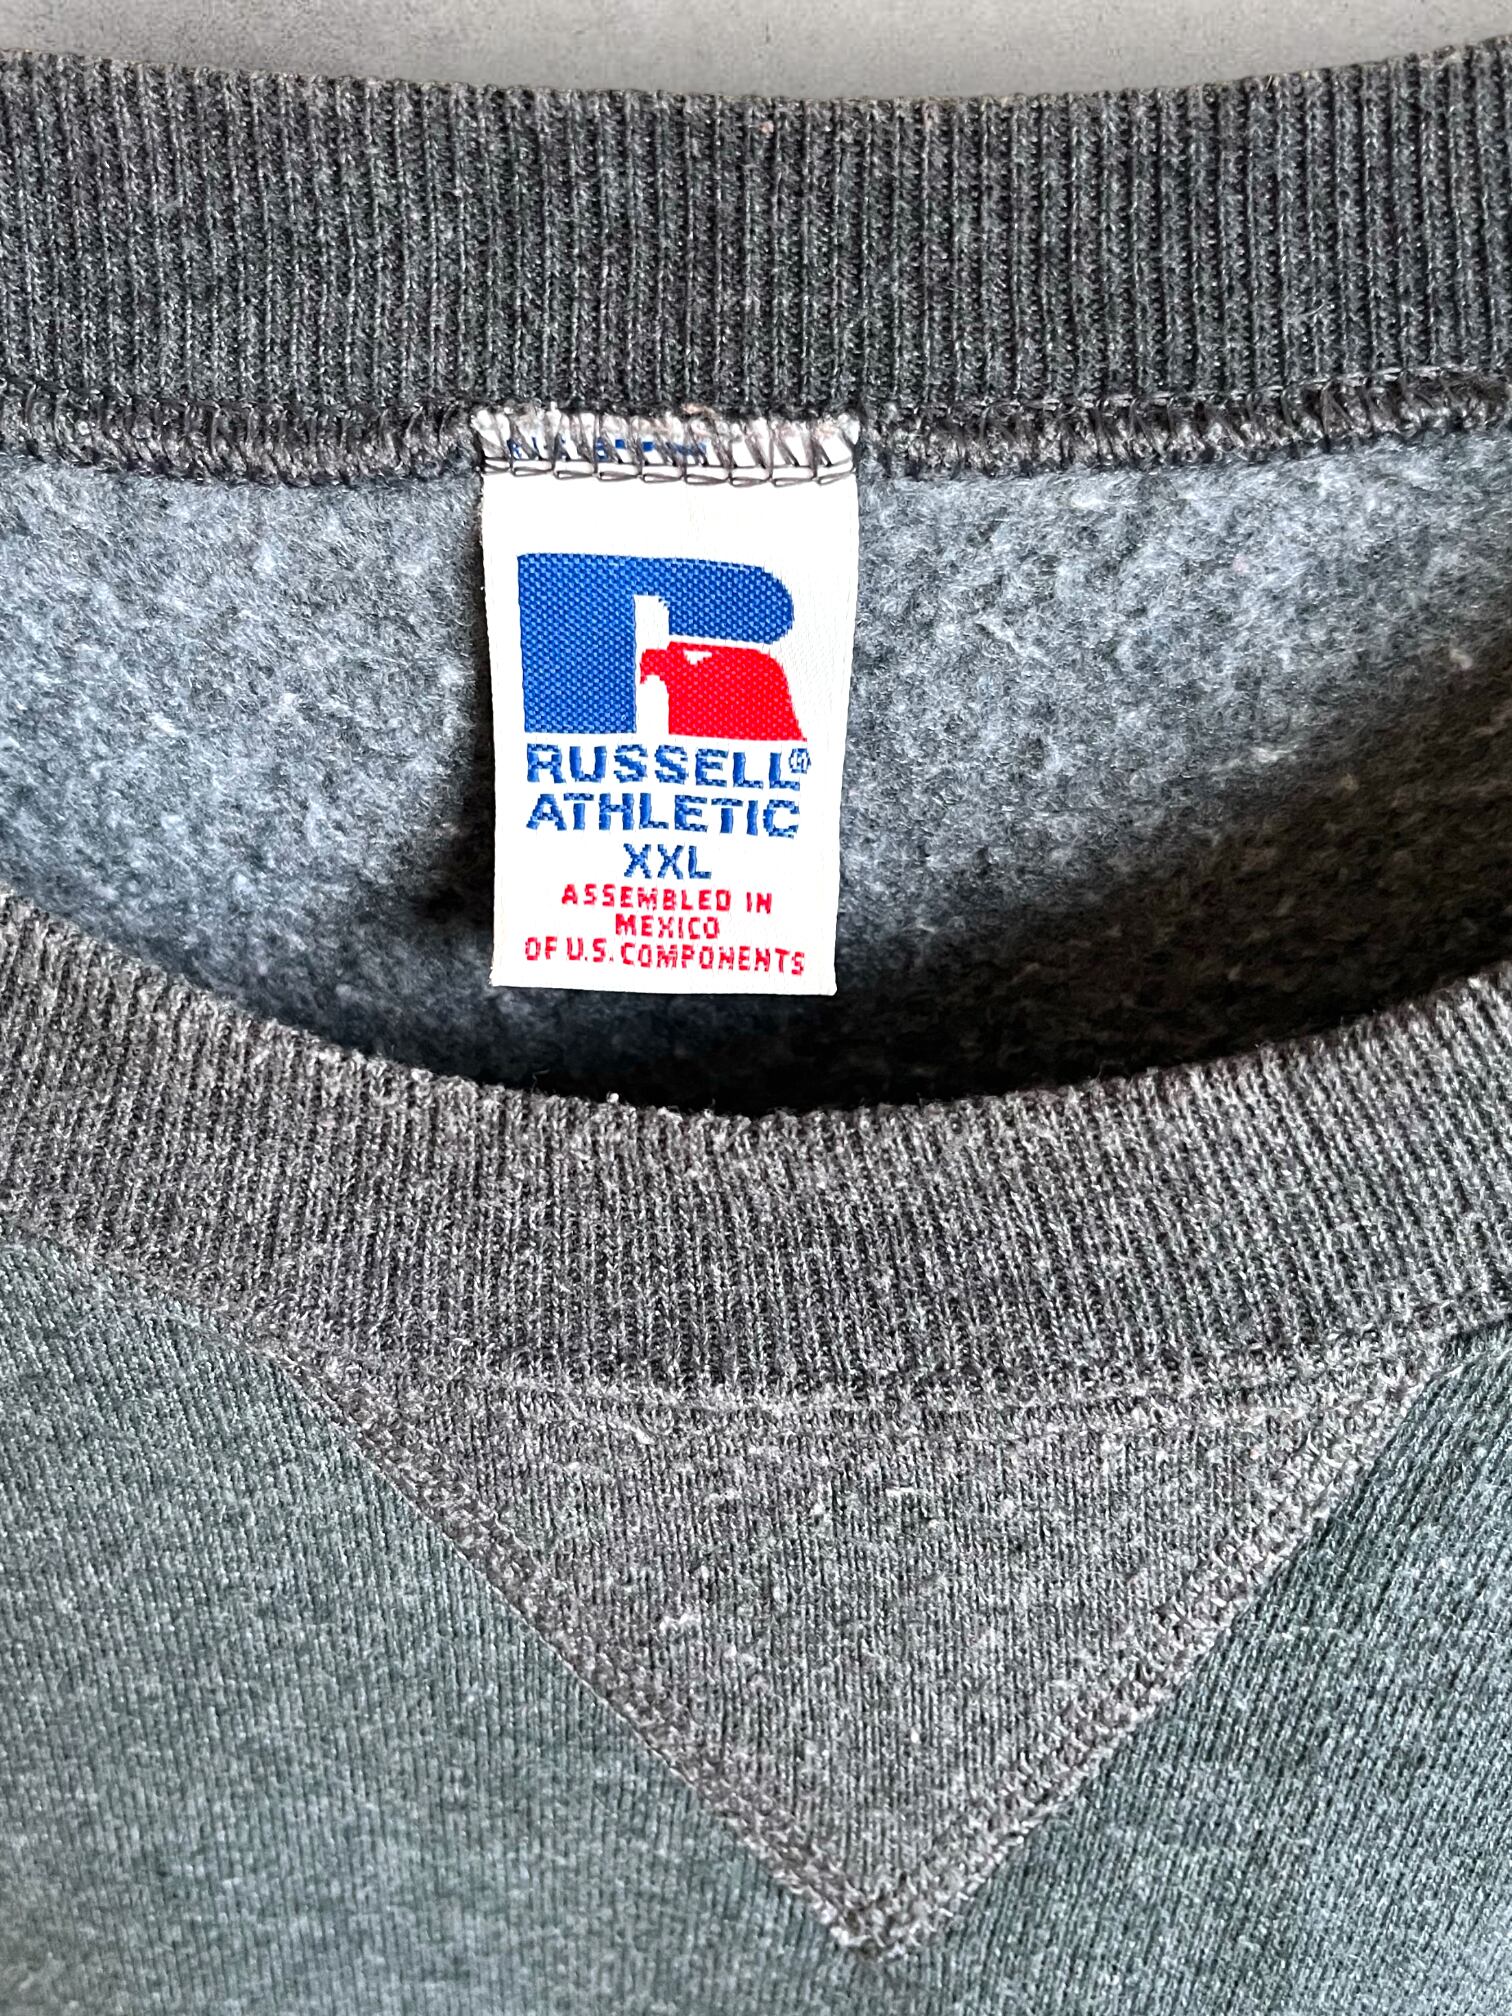 RUSSELL®
ATHLETIC
XXL
ASSEMBLED IN
MEXICO
OF U.S. COMPONENTS